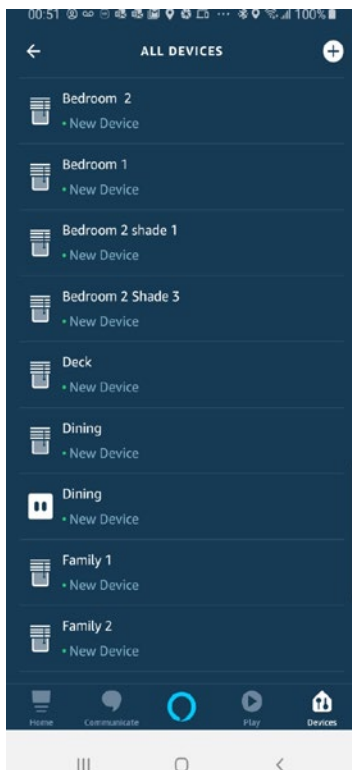 00:51 100%
ALL DEVICES
Bedroom 2
• New Device
Bedroom 1
• New Device
Bedroom 2 shade 1
• New Device
Bedroom 2 Shade 3
• New Device
Deck
• New Device
Dining
• New Device
Dining
• New Device
Family 1
• New Device
Family 2
• New Device
Home Communicate Play Devices